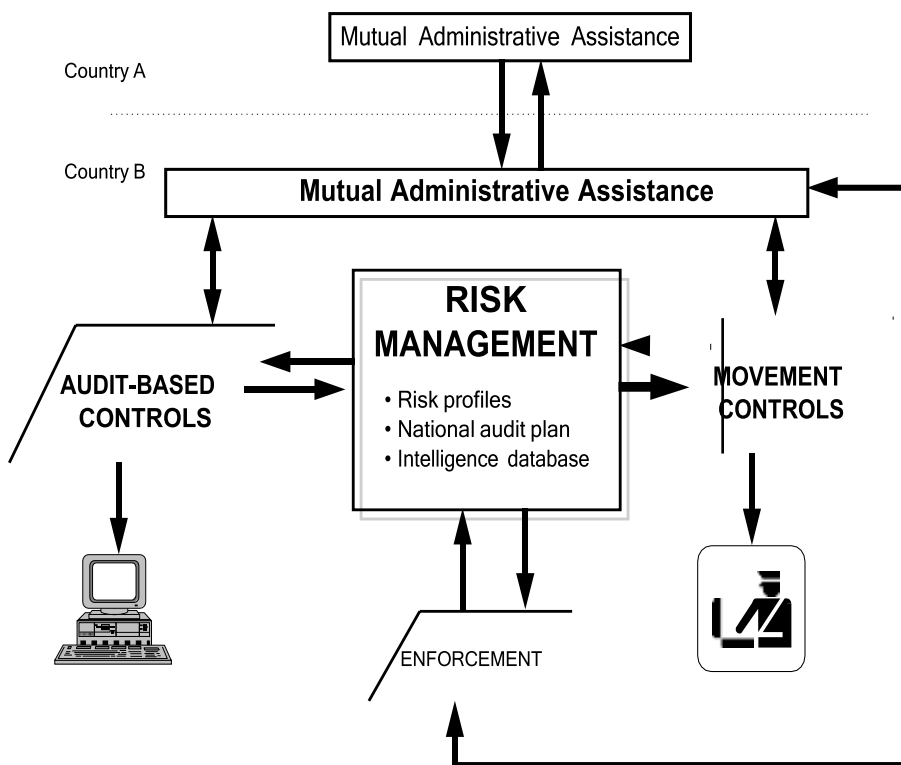 Mutual Administrative Assistance
Country A
Country B
Mutual Administrative Assistance
RISK
MANAGEMENT
• Risk profiles
• National audit plan
• Intelligence database
AUDIT-BASED
CONTROLS
MOVEMENT
CONTROLS
ENFORCEMENT